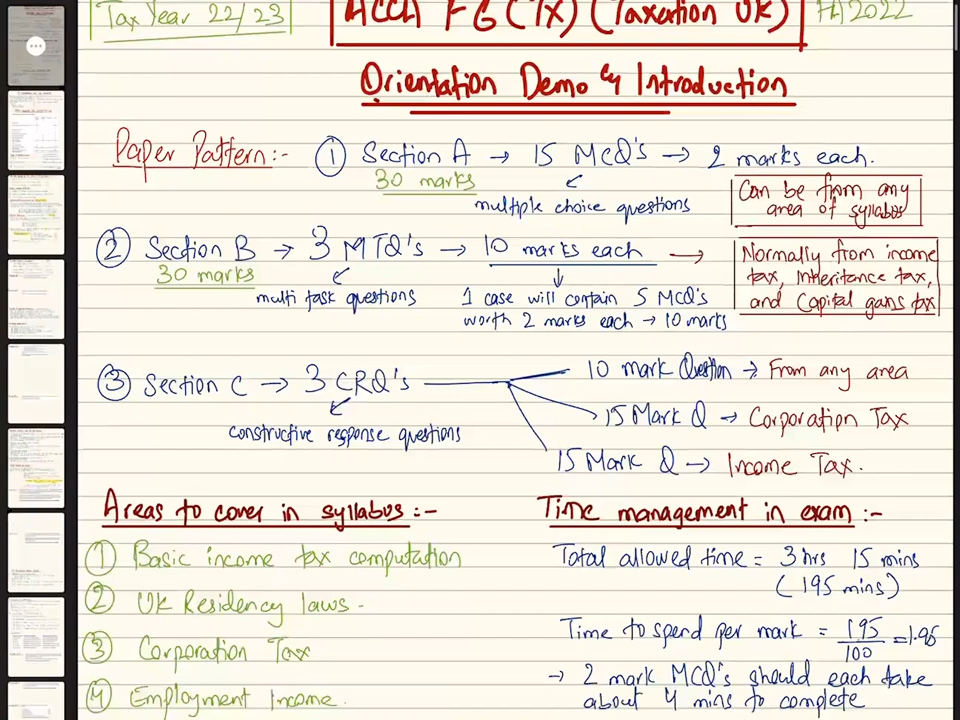 Tax Year 22/23
ACCA F6 (TX) (Taxation UK)
FA 2022
Orientation Demo & Introduction
Paper Pattern:-
① Section A → 15 MCQ's → 2 marks each.
30 marks
multiple choice questions
Can be from any
area of syllabus
② Section B → 3 MTQ's → 10 marks each →
30 marks
multi task questions
1 case will contain 5 MCQ's
worth 2 marks each → 10 marks
Normally from income
tax, Inheritance tax,
and Capital gains tax
③ Section C → 3 CRQ's
constructive response questions
10 mark Question → From any area
15 Mark Q → Corporation Tax
15 Mark Q → Income Tax.
Areas to cover in syllabus:-
① Basic income tax computation
② UK Residency laws.
③ Corporation Tax
④ Employment Income.
Time management in exam:-
Total allowed time = 3 hrs 15 mins
(195 mins)
Time to spend per mark = 195/100 = 1.95
→ 2 mark MCQ's should each take
about 4 mins to complete